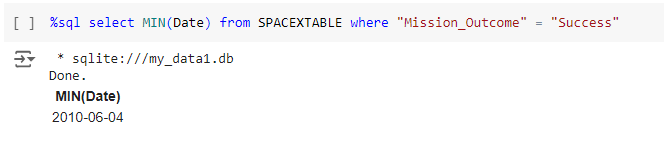 [ ] %sql select MIN(Date) from SPACEXTABLE where "Mission_Outcome" = "Success"
* sqlite:///my_data1.db
Done.
MIN(Date)
2010-06-04